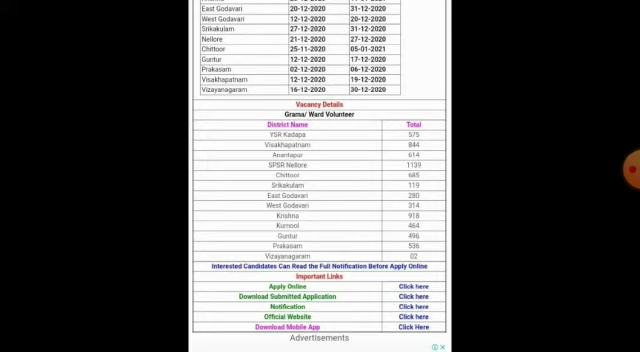 East Godavari 20-12-2020 31-12-2020
West Godavari 12-12-2020 20-12-2020
Srikakulam 27-11-2020 31-12-2020
Nellore 21-12-2020 27-12-2020
Chittoor 25-11-2020 05-01-2021
Guntur 12-12-2020 17-12-2020
Prakasam 02-12-2020 06-12-2020
Visakhapatnam 12-12-2020 19-12-2020
Vizayanagaram 16-12-2020 30-12-2020
Vacancy Details
Grama/ Ward Volunteer
District Name Total
YSR Kadapa 575
Visakhapatnam 844
Anantapur 614
SPSR Nellore 1139
Chittoor 685
Srikakulam 119
East Godavari 280
West Godavari 314
Krishna 918
Kurnool 464
Guntur 496
Prakasam 536
Vizayanagaram 02
Interested Candidates Can Read the Full Notification Before Apply Online
Important Links
Apply Online Click here
Download Submitted Application Click here
Notification Click here
Official Website Click here
Download Mobile App Click Here
Advertisements